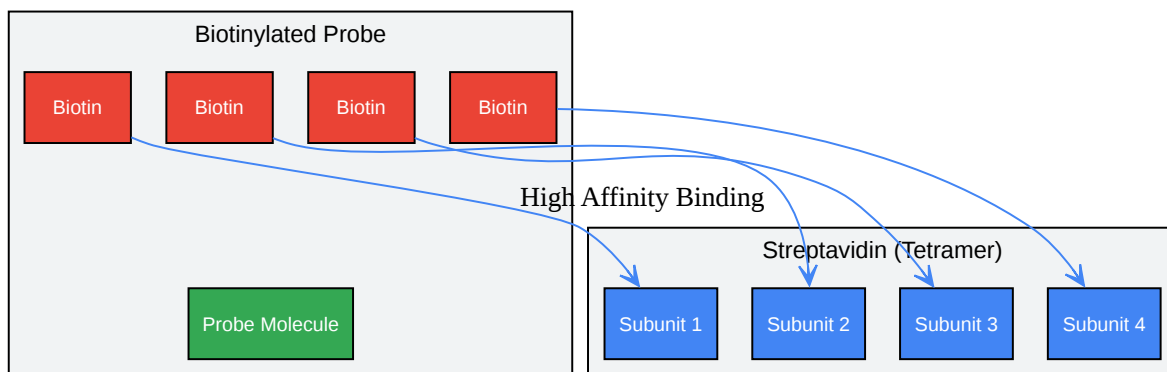 Biotinylated Probe
Biotin
Biotin
Biotin
Biotin
High Affinity Binding
Streptavidin (Tetramer)
Probe Molecule
Subunit 1
Subunit 2
Subunit 3
Subunit 4